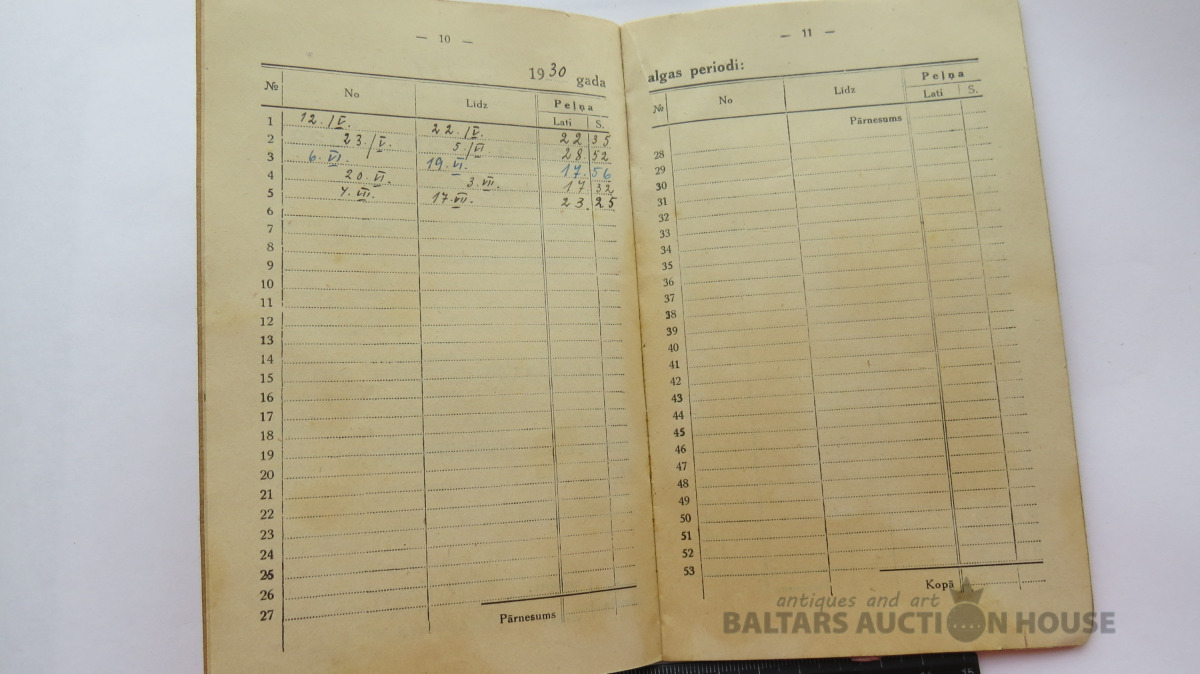 — 10 —
1930 gada
№ No Līdz Peļņa
Lati S.
1 12./V. 22./V. 22 35
2 23./V. 5./VI 28 52
3 6. VI. 19. VI. 17. 56
4 20. VI. 3. VII. 17 32
5 4. VII. 17. VII. 23. 25
6
7
8
9
10
11
12
13
14
15
16
17
18
19
20
21
22
23
24
25
26
27
Pārnesums
— 11 —
algas periodi:
№ No Līdz Peļņa
Lati S.
Pārnesums
28
29
30
31
32
33
34
35
36
37
38
39
40
41
42
43
44
45
46
47
48
49
50
51
52
53
Kopā
antiques and art
BALTARS AUCTION HOUSE